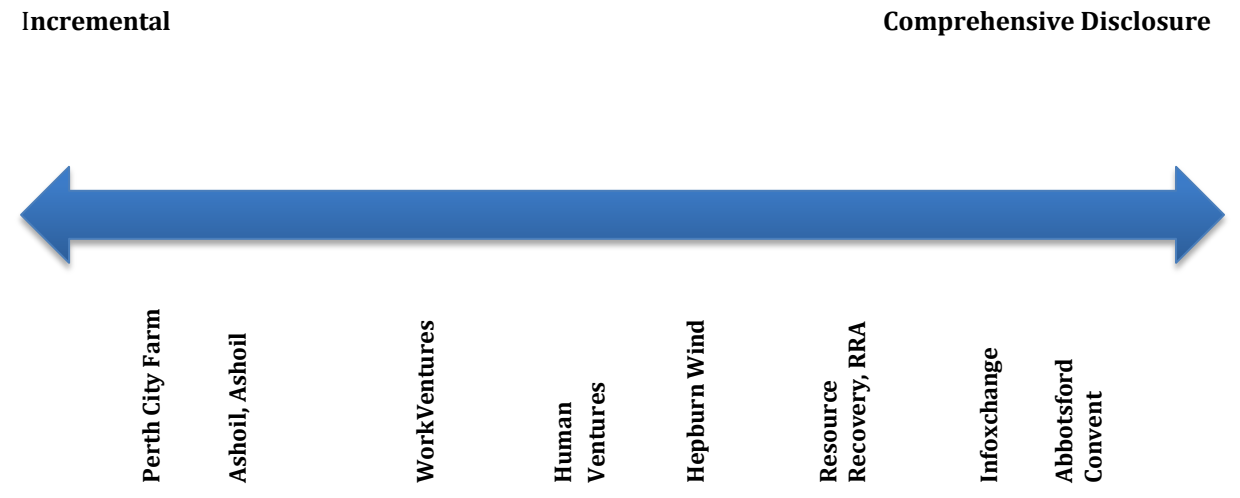 Incremental
Comprehensive Disclosure
Perth City Farm
Ashoil, Ashoil
WorkVentures
Human
Ventures
Hepburn Wind
Resource
Recovery, RRA
Infoxchange
Abbotsford
Convent